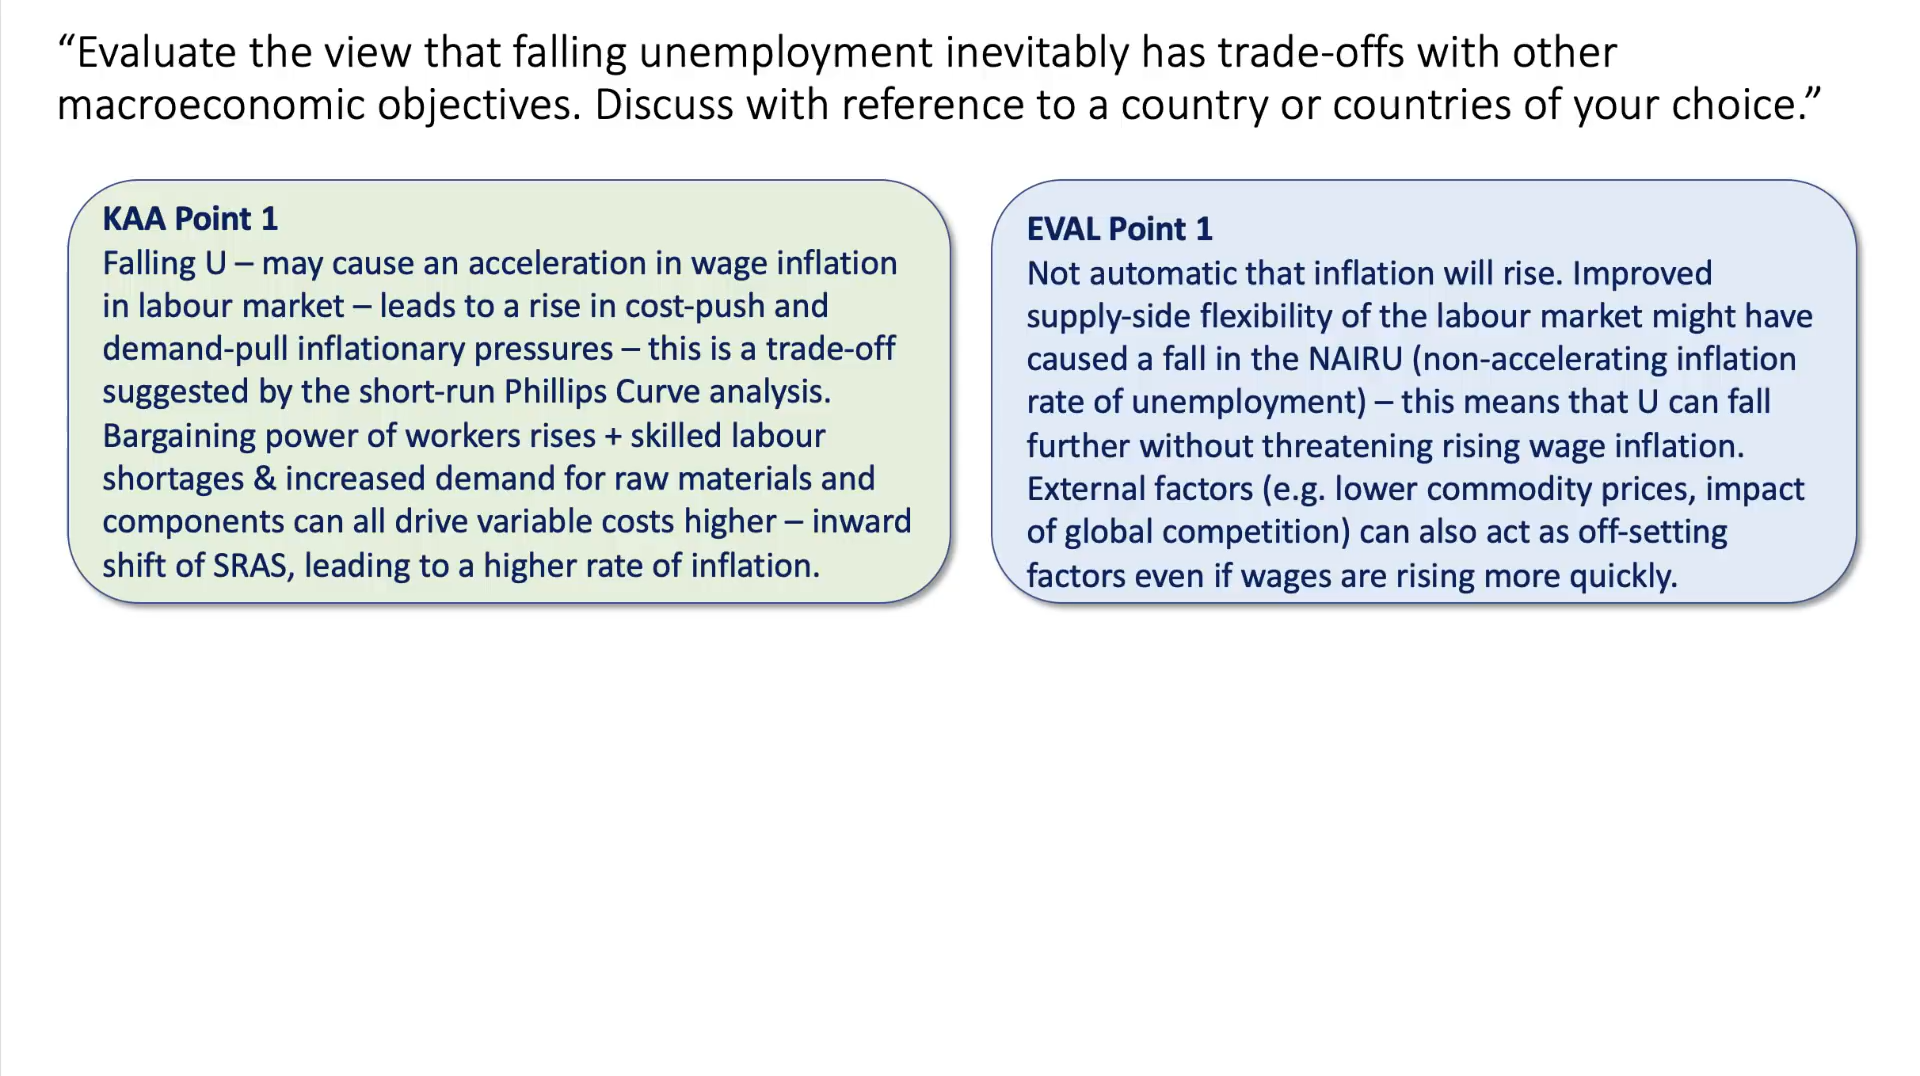 “Evaluate the view that falling unemployment inevitably has trade-offs with other
macroeconomic objectives. Discuss with reference to a country or countries of your choice.”
KAA Point 1
Falling U – may cause an acceleration in wage inflation
in labour market – leads to a rise in cost-push and
demand-pull inflationary pressures – this is a trade-off
suggested by the short-run Phillips Curve analysis.
Bargaining power of workers rises + skilled labour
shortages & increased demand for raw materials and
components can all drive variable costs higher – inward
shift of SRAS, leading to a higher rate of inflation.
EVAL Point 1
Not automatic that inflation will rise. Improved
supply-side flexibility of the labour market might have
caused a fall in the NAIRU (non-accelerating inflation
rate of unemployment) – this means that U can fall
further without threatening rising wage inflation.
External factors (e.g. lower commodity prices, impact
of global competition) can also act as off-setting
factors even if wages are rising more quickly.